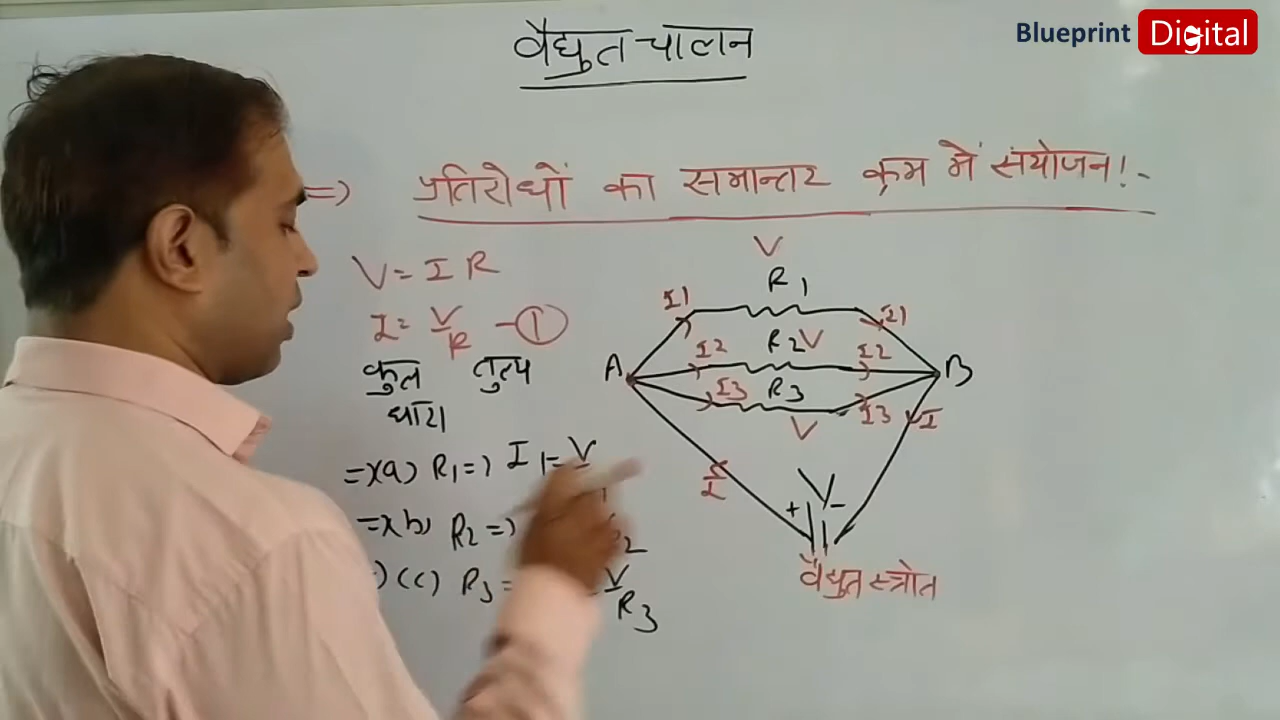 Blueprint Digital
वैद्युत चालन
=> प्रतिरोधों का समान्तर क्रम में संयोजन!-
V = I R
I = V/R - ①
कुल तुल्य
धारा
=> (a) R1 => I1 = V
=> (b) R2 => R2
(c) R3 = V/R3
V
R1
I1 I1
R2 V
I2 I2
A B
R3
I3 I3
V
I
I
V
+ -
वैद्युत स्त्रोत